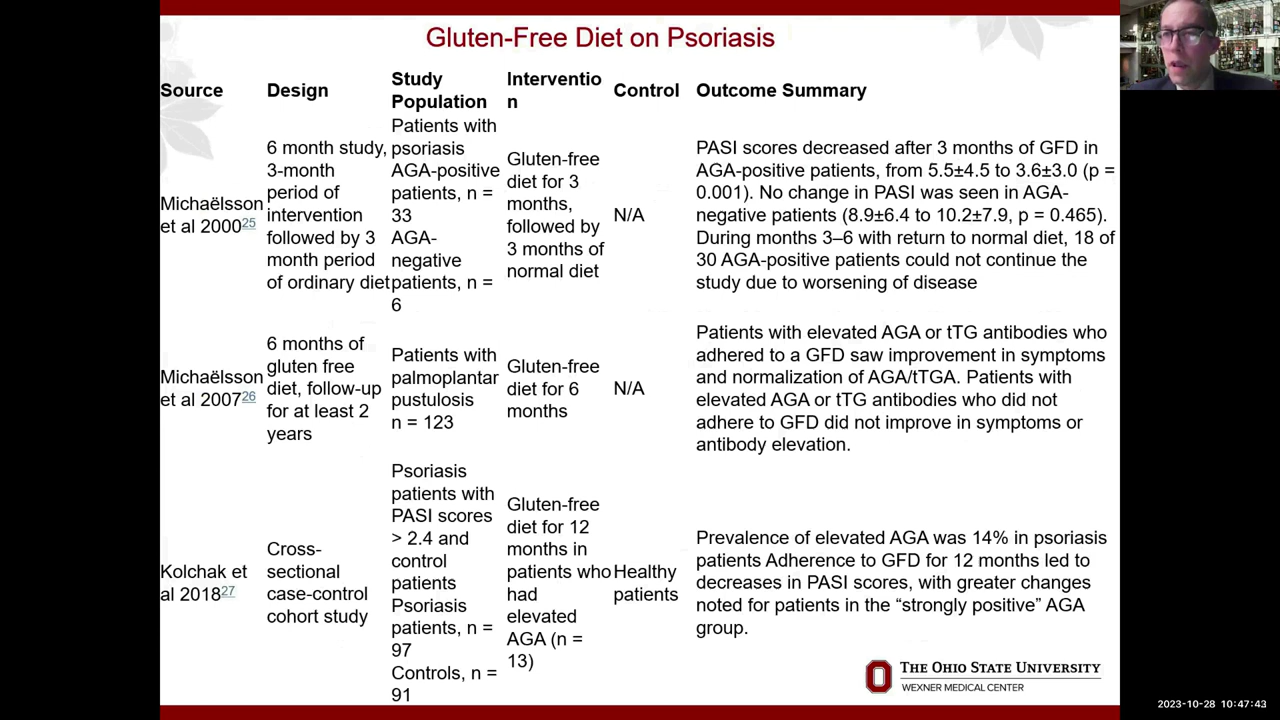 Gluten-Free Diet on Psoriasis
Source
Design
Study
Population
Interventio
n
Control
Outcome Summary
Michaëlsson
et al 200025
6 month study,
3-month
period of
intervention
followed by 3
month period
of ordinary diet
Patients with
psoriasis
AGA-positive
patients, n =
33
AGA-
negative
patients, n =
6
Gluten-free
diet for 3
months,
followed by
3 months of
normal diet
N/A
PASI scores decreased after 3 months of GFD in
AGA-positive patients, from 5.5±4.5 to 3.6±3.0 (p =
0.001). No change in PASI was seen in AGA-
negative patients (8.9±6.4 to 10.2±7.9, p = 0.465).
During months 3–6 with return to normal diet, 18 of
30 AGA-positive patients could not continue the
study due to worsening of disease
Michaëlsson
et al 200726
6 months of
gluten free
diet, follow-up
for at least 2
years
Patients with
palmoplantar
pustulosis
n = 123
Gluten-free
diet for 6
months
N/A
Patients with elevated AGA or tTG antibodies who
adhered to a GFD saw improvement in symptoms
and normalization of AGA/tTGA. Patients with
elevated AGA or tTG antibodies who did not
adhere to GFD did not improve in symptoms or
antibody elevation.
Kolchak et
al 201827
Cross-
sectional
case-control
cohort study
Psoriasis
patients with
PASI scores
> 2.4 and
control
patients
Psoriasis
patients, n =
97
Controls, n =
91
Gluten-free
diet for 12
months in
patients who
had
elevated
AGA (n =
13)
Healthy
patients
Prevalence of elevated AGA was 14% in psoriasis
patients Adherence to GFD for 12 months led to
decreases in PASI scores, with greater changes
noted for patients in the “strongly positive” AGA
group.
THE OHIO STATE UNIVERSITY
WEXNER MEDICAL CENTER
2023-10-28 10:47:43